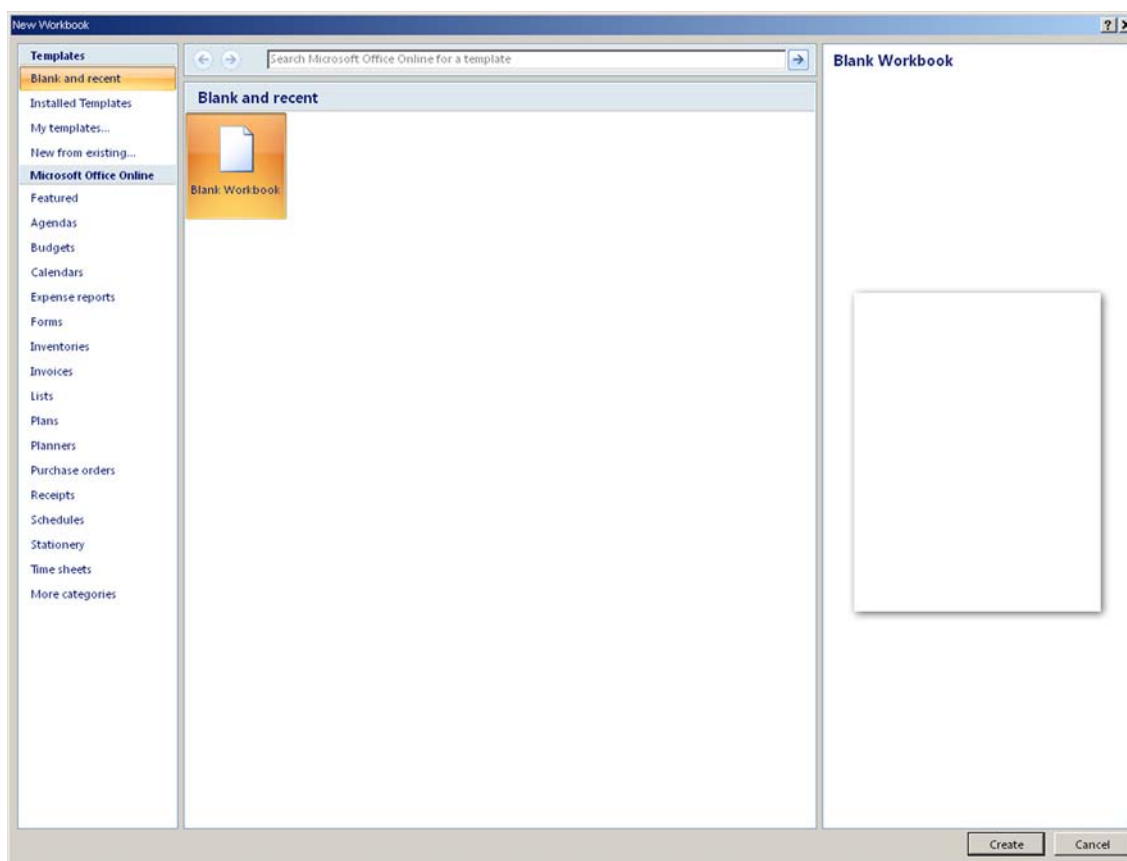 New Workbook
Templates
Blank and recent
Installed Templates
My templates...
New from existing...
Microsoft Office Online
Featured
Agendas
Budgets
Calendars
Expense reports
Forms
Inventories
Invoices
Lists
Plans
Planners
Purchase orders
Receipts
Schedules
Stationery
Time sheets
More categories
Search Microsoft Office Online for a template
Blank and recent
Blank Workbook
Blank Workbook
Create
Cancel